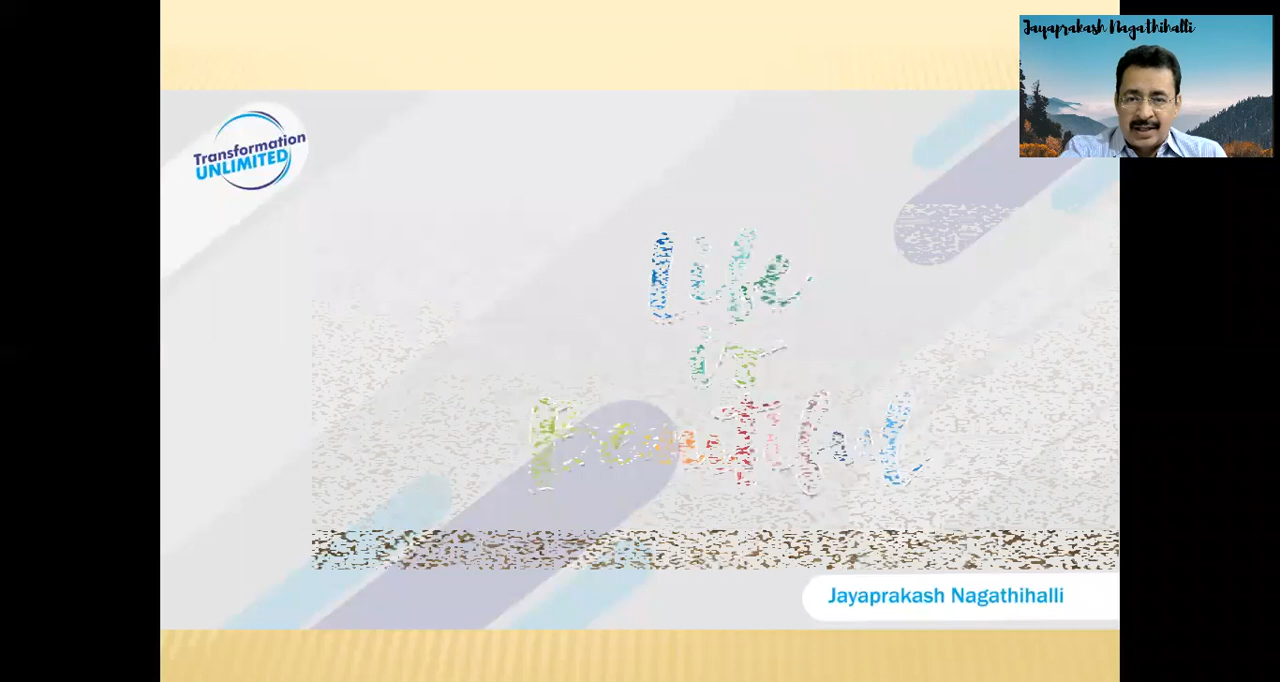 Jayaprakash Nagathihalli
Transformation
UNLIMITED
Life
is
Beautiful
Jayaprakash Nagathihalli